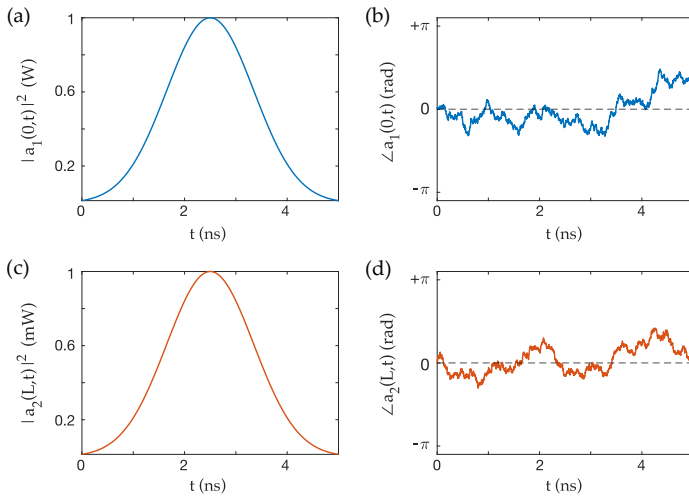 (a)
1
0.6
0.2
|a₁(0,t)|² (W)
0
2
4
t (ns)
(b)
+π
0
-π
∠a₁(0,t) (rad)
0
2
4
t (ns)
(c)
1
0.6
0.2
|a₂(L,t)|² (mW)
0
2
4
t (ns)
(d)
+π
0
-π
∠a₂(L,t) (rad)
0
2
4
t (ns)